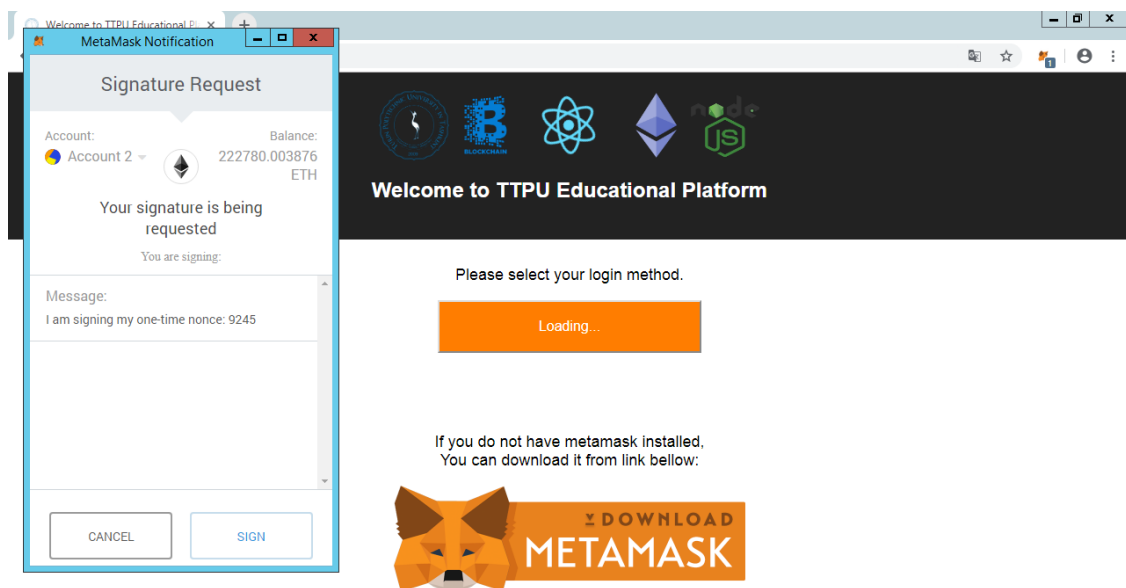 Welcome to TTPU Educational Pl
MetaMask Notification
Signature Request
Account:
Balance:
Account 2
222780.003876
ETH
Your signature is being
requested
You are signing:
Message:
I am signing my one-time nonce: 9245
CANCEL
SIGN
1
BLOCKCHAIN
node
JS
Welcome to TTPU Educational Platform
Please select your login method.
Loading...
If you do not have metamask installed,
You can download it from link bellow:
DOWNLOAD
METAMASK